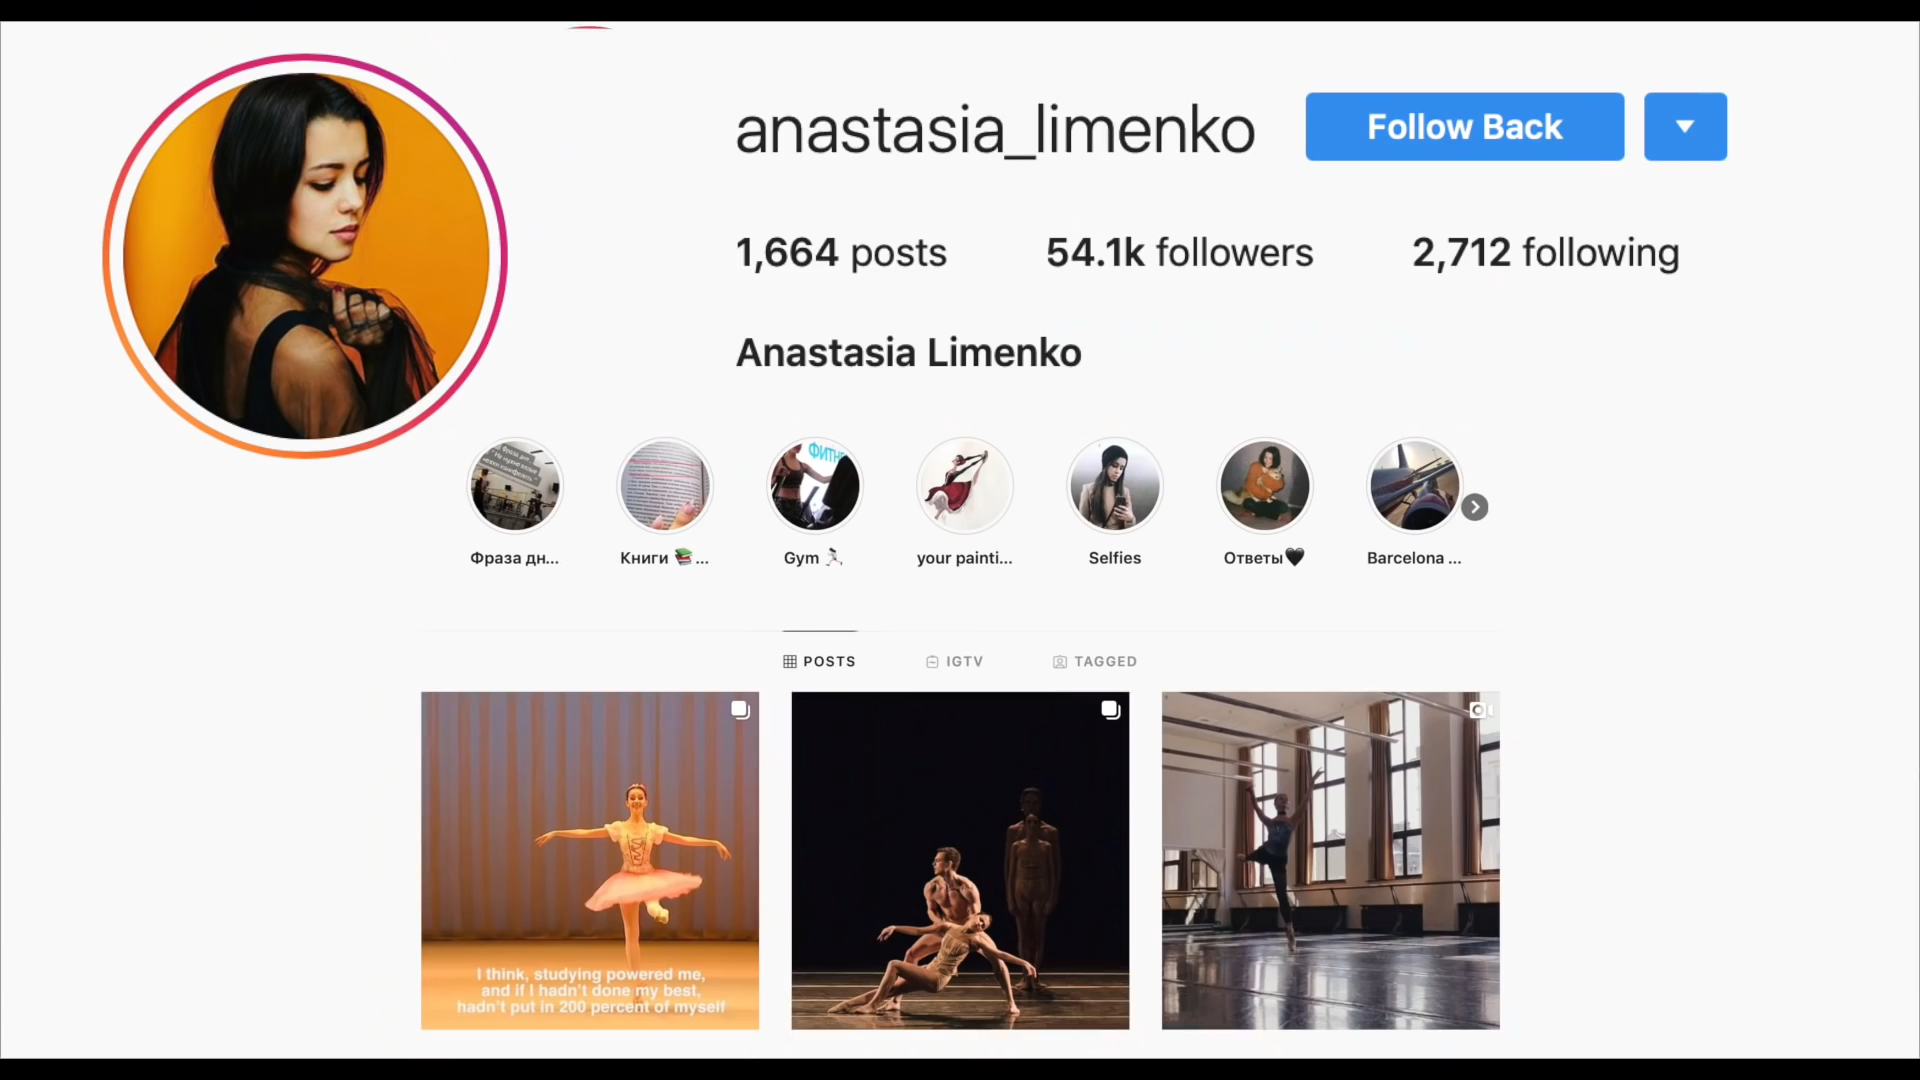 anastasia_limenko
Follow Back
1,664 posts
54.1k followers
2,712 following
Anastasia Limenko
ФИТН
Фраза дн...
Книги 📚...
Gym 🏃🏻‍♀️
your painti...
Selfies
Ответы🖤
Barcelona ...
POSTS
IGTV
TAGGED
I think, studying powered me,
and if I hadn't done my best,
hadn't put in 200 percent of myself